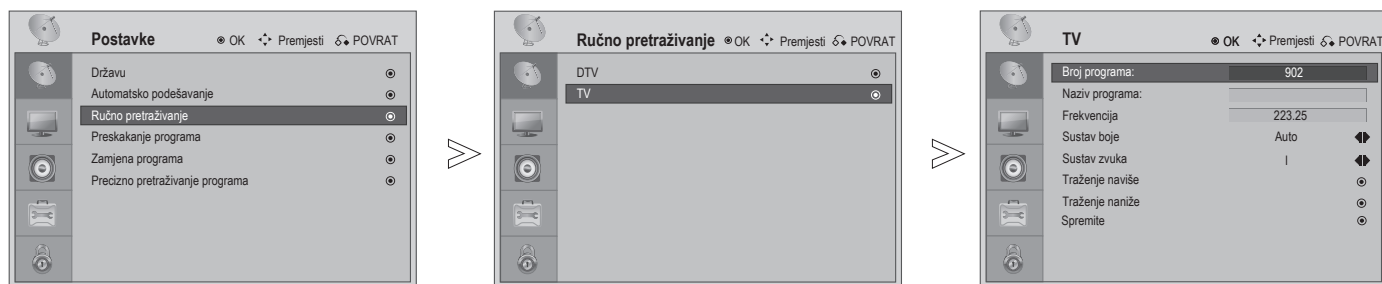 Postavke OK Premjesti POVRAT
Državu
Automatsko podešavanje
Ručno pretraživanje
Preskakanje programa
Zamjena programa
Precizno pretraživanje programa
Ručno pretraživanje OK Premjesti POVRAT
DTV
TV
TV OK Premjesti POVRAT
Broj programa: 902
Naziv programa:
Frekvencija 223.25
Sustav boje Auto
Sustav zvuka I
Traženje naviše
Traženje naniže
Spremite